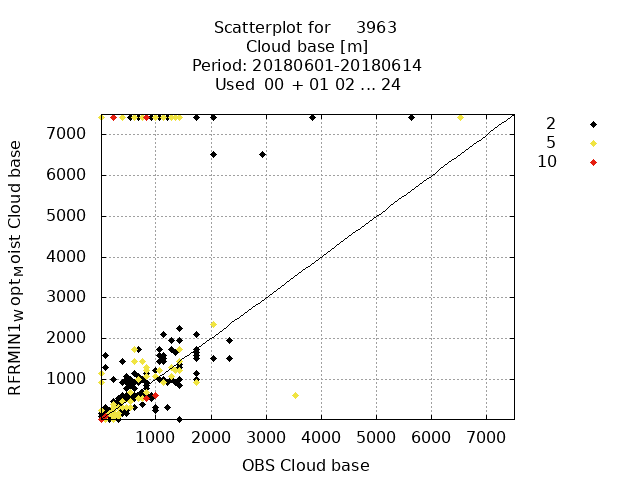 Scatterplot for 3963
Cloud base [m]
Period: 20180601-20180614
Used 00 + 01 02 ... 24
2
5
10
7000
6000
5000
4000
3000
2000
1000
RFRMIN1WoptMoist Cloud base
1000 2000 3000 4000 5000 6000 7000
OBS Cloud base